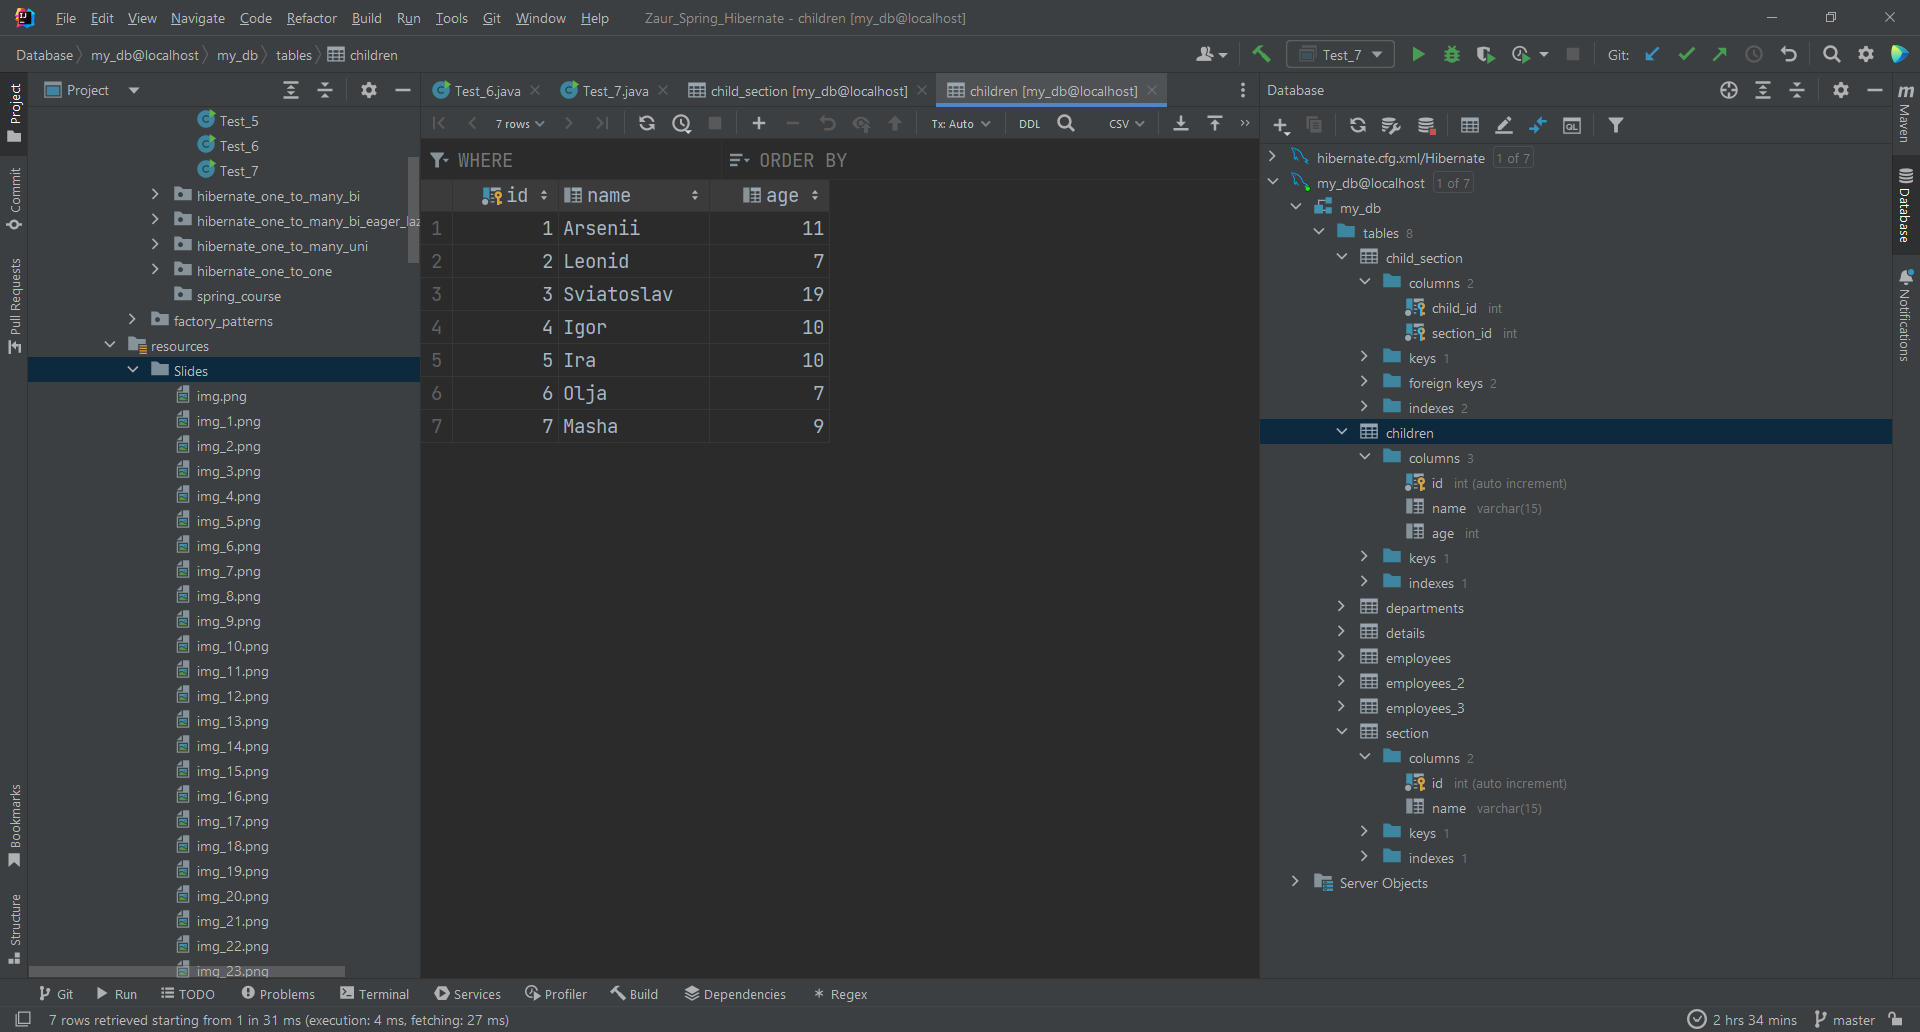 File Edit View Navigate Code Refactor Build Run Tools Git Window Help Zaur_Spring_Hibernate - children [my_db@localhost]
Database my_db@localhost my_db tables children Test_7 Git:
Project
Test_5
Test_6
Test_7
hibernate_one_to_many_bi
hibernate_one_to_many_bi_eager_laz
hibernate_one_to_many_uni
hibernate_one_to_one
spring_course
factory_patterns
resources
Slides
img.png
img_1.png
img_2.png
img_3.png
img_4.png
img_5.png
img_6.png
img_7.png
img_8.png
img_9.png
img_10.png
img_11.png
img_12.png
img_13.png
img_14.png
img_15.png
img_16.png
img_17.png
img_18.png
img_19.png
img_20.png
img_21.png
img_22.png
img_23.png
Project
Commit
Pull Requests
Bookmarks
Structure
Test_6.java Test_7.java child_section [my_db@localhost] children [my_db@localhost]
7 rows Tx: Auto DDL CSV
WHERE ORDER BY
id name age
1 1 Arsenii 11
2 2 Leonid 7
3 3 Sviatoslav 19
4 4 Igor 10
5 5 Ira 10
6 6 Olja 7
7 7 Masha 9
Database
hibernate.cfg.xml/Hibernate 1 of 7
my_db@localhost 1 of 7
my_db
tables 8
child_section
columns 2
child_id int
section_id int
keys 1
foreign keys 2
indexes 2
children
columns 3
id int (auto increment)
name varchar(15)
age int
keys 1
indexes 1
departments
details
employees
employees_2
employees_3
section
columns 2
id int (auto increment)
name varchar(15)
keys 1
indexes 1
Server Objects
Maven
Database
Notifications
Git Run TODO Problems Terminal Services Profiler Build Dependencies Regex
7 rows retrieved starting from 1 in 31 ms (execution: 4 ms, fetching: 27 ms) 2 hrs 34 mins master